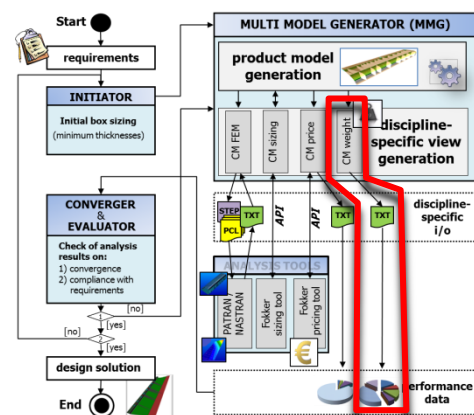 Start
requirements
INITIATOR
Initial box sizing
(minimum thicknesses)
CONVERGER
&
EVALUATOR
Check of analysis
results on:
1) convergence
2) compliance with
requirements
[no]
1
[yes]
[no]
2
[yes]
design solution
End
MULTI MODEL GENERATOR (MMG)
product model
generation
CM FEM
CM sizing
CM price
CM weight
discipline-
specific view
generation
STEP
PCL
TXT
API
API
TXT
TXT
discipline-
specific
i/o
ANALYSIS TOOLS
PATRAN/
NASTRAN
Fokker
sizing tool
Fokker
pricing tool
€
performance
data